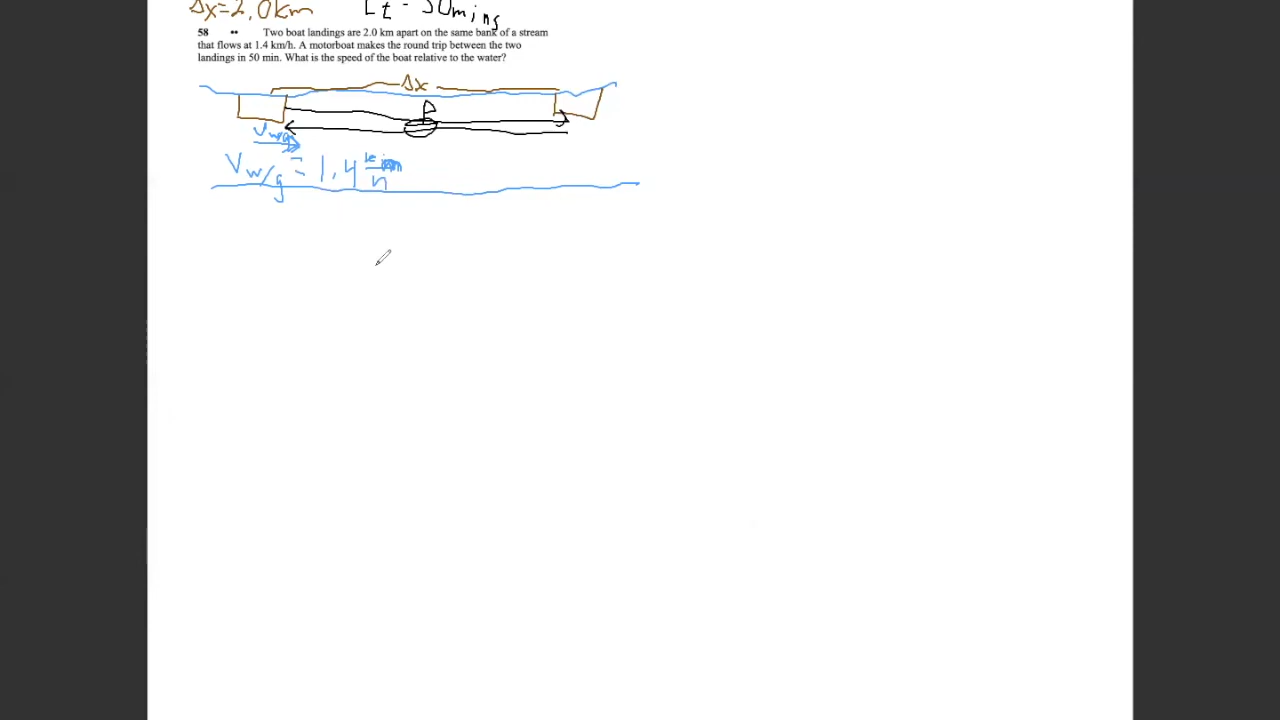 Δx=2.0km
50mins
58 •• Two boat landings are 2.0 km apart on the same bank of a stream
that flows at 1.4 km/h. A motorboat makes the round trip between the two
landings in 50 min. What is the speed of the boat relative to the water?
Δx
Vw/g
Vw/g = 1.4 km/h